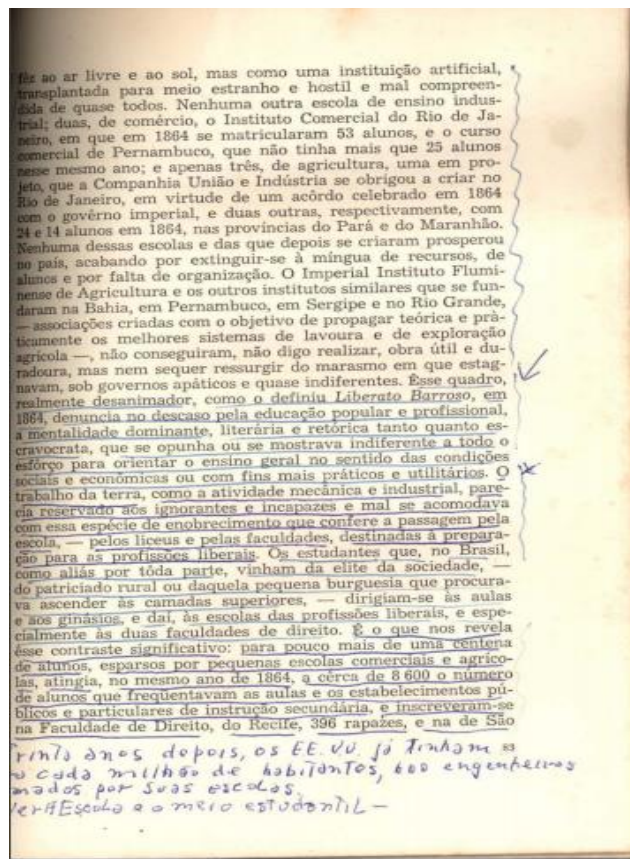 fêz ao ar livre e ao sol, mas como uma instituição artificial,
transplantada para meio estranho e hostil e mal compreen-
dida de quase todos. Nenhuma outra escola de ensino indus-
trial; duas, de comércio, o Instituto Comercial do Rio de Ja-
neiro, em que em 1864 se matricularam 53 alunos, e o curso
comercial de Pernambuco, que não tinha mais que 25 alunos
nesse mesmo ano; e apenas três, de agricultura, uma em pro-
jeto, que a Companhia União e Indústria se obrigou a criar no
Rio de Janeiro, em virtude de um acôrdo celebrado em 1864
com o govêrno imperial, e duas outras, respectivamente, com
24 e 14 alunos em 1864, nas províncias do Pará e do Maranhão.
Nenhuma dessas escolas e das que depois se criaram prosperou
no país, acabando por extinguir-se à míngua de recursos, de
alunos e por falta de organização. O Imperial Instituto Flumi-
nense de Agricultura e os outros institutos similares que se fun-
daram na Bahia, em Pernambuco, em Sergipe e no Rio Grande,
— associações criadas com o objetivo de propagar teórica e prà-
ticamente os melhores sistemas de lavoura e de exploração
agrícola —, não conseguiram, não digo realizar, obra útil e du-
radoura, mas nem sequer ressurgir do marasmo em que estag-
navam, sob governos apáticos e quase indiferentes. Êsse quadro,
realmente desanimador, como o definiu Liberato Barroso, em
1864, denuncia no descaso pela educação popular e profissional,
a mentalidade dominante, literária e retórica tanto quanto es-
cravocrata, que se opunha ou se mostrava indiferente a todo o
esfôrço para orientar o ensino geral no sentido das condições
sociais e econômicas ou com fins mais práticos e utilitários. O
trabalho da terra, como a atividade mecânica e industrial, pare-
cia reservado aos ignorantes e incapazes e mal se acomodava
com essa espécie de enobrecimento que confere a passagem pela
escola, — pelos liceus e pelas faculdades, destinadas à prepara-
ção para as profissões liberais. Os estudantes que, no Brasil,
como aliás por tôda parte, vinham da elite da sociedade, —
do patriciado rural ou daquela pequena burguesia que procura-
va ascender às camadas superiores, — dirigiam-se às aulas
e aos ginásios, e daí, às escolas das profissões liberais, e espe-
cialmente às duas faculdades de direito. É o que nos revela
êsse contraste significativo: para pouco mais de uma centena
de alunos, esparsos por pequenas escolas comerciais e agríco-
las, atingia, no mesmo ano de 1864, a cêrca de 8 600 o número
de alunos que freqüentavam as aulas e os estabelecimentos pú-
blicos e particulares de instrução secundária, e inscreveram-se
na Faculdade de Direito, do Recife, 396 rapazes, e na de São
rinta anos depois, os EE.UU. já tinham
cada milhão de habitantes, 600 engenheiros
mados por suas escolas
Escola e o meio estudantil —